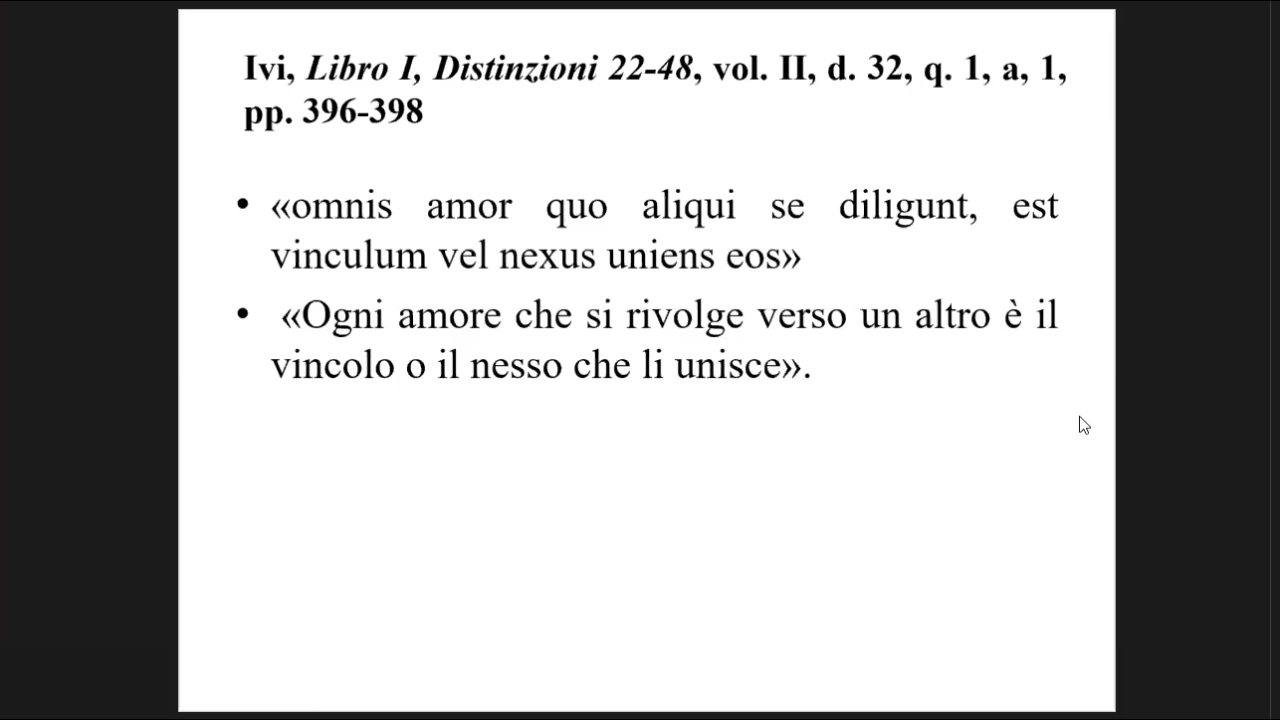 Ivi, Libro I, Distinzioni 22-48, vol. II, d. 32, q. 1, a, 1,
pp. 396-398
• «omnis amor quo aliqui se diligunt, est
vinculum vel nexus uniens eos»
• «Ogni amore che si rivolge verso un altro è il
vincolo o il nesso che li unisce».